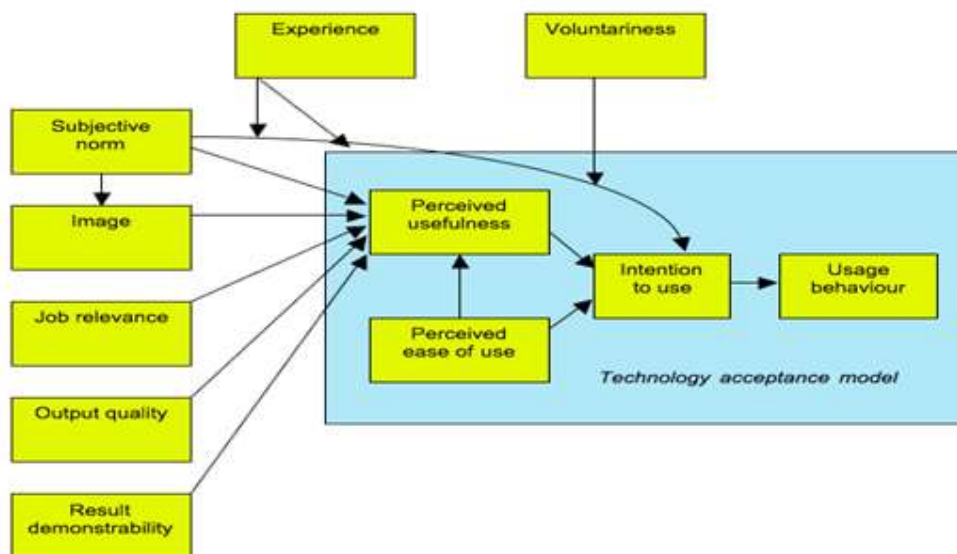 Experience
Voluntariness
Subjective
norm
Image
Perceived
usefulness
Intention
to use
Usage
behaviour
Job relevance
Perceived
ease of use
Technology acceptance model
Output quality
Result
demonstrability